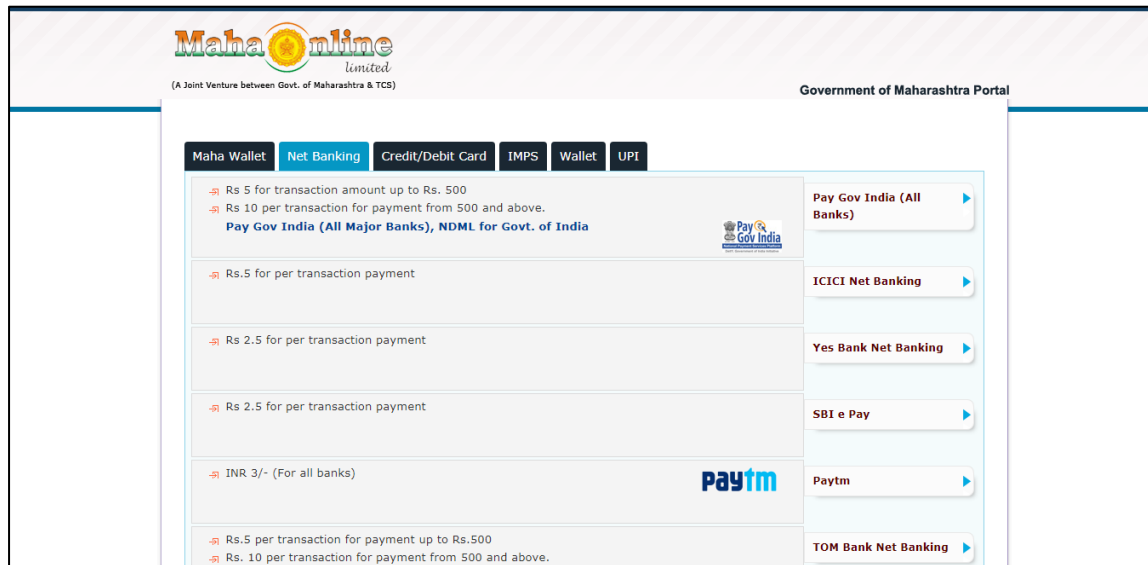 Maha Online
limited
(A Joint Venture between Govt. of Maharashtra & TCS)
Government of Maharashtra Portal
Maha Wallet Net Banking Credit/Debit Card IMPS Wallet UPI
Rs 5 for transaction amount up to Rs. 500
Rs 10 per transaction for payment from 500 and above.
Pay Gov India (All Major Banks), NDML for Govt. of India
Pay
Gov India
Pay Gov India (All
Banks)
Rs.5 for per transaction payment
ICICI Net Banking
Rs 2.5 for per transaction payment
Yes Bank Net Banking
Rs 2.5 for per transaction payment
SBI e Pay
INR 3/- (For all banks)
Paytm
Paytm
Rs.5 per transaction for payment up to Rs.500
Rs. 10 per transaction for payment from 500 and above.
TOM Bank Net Banking